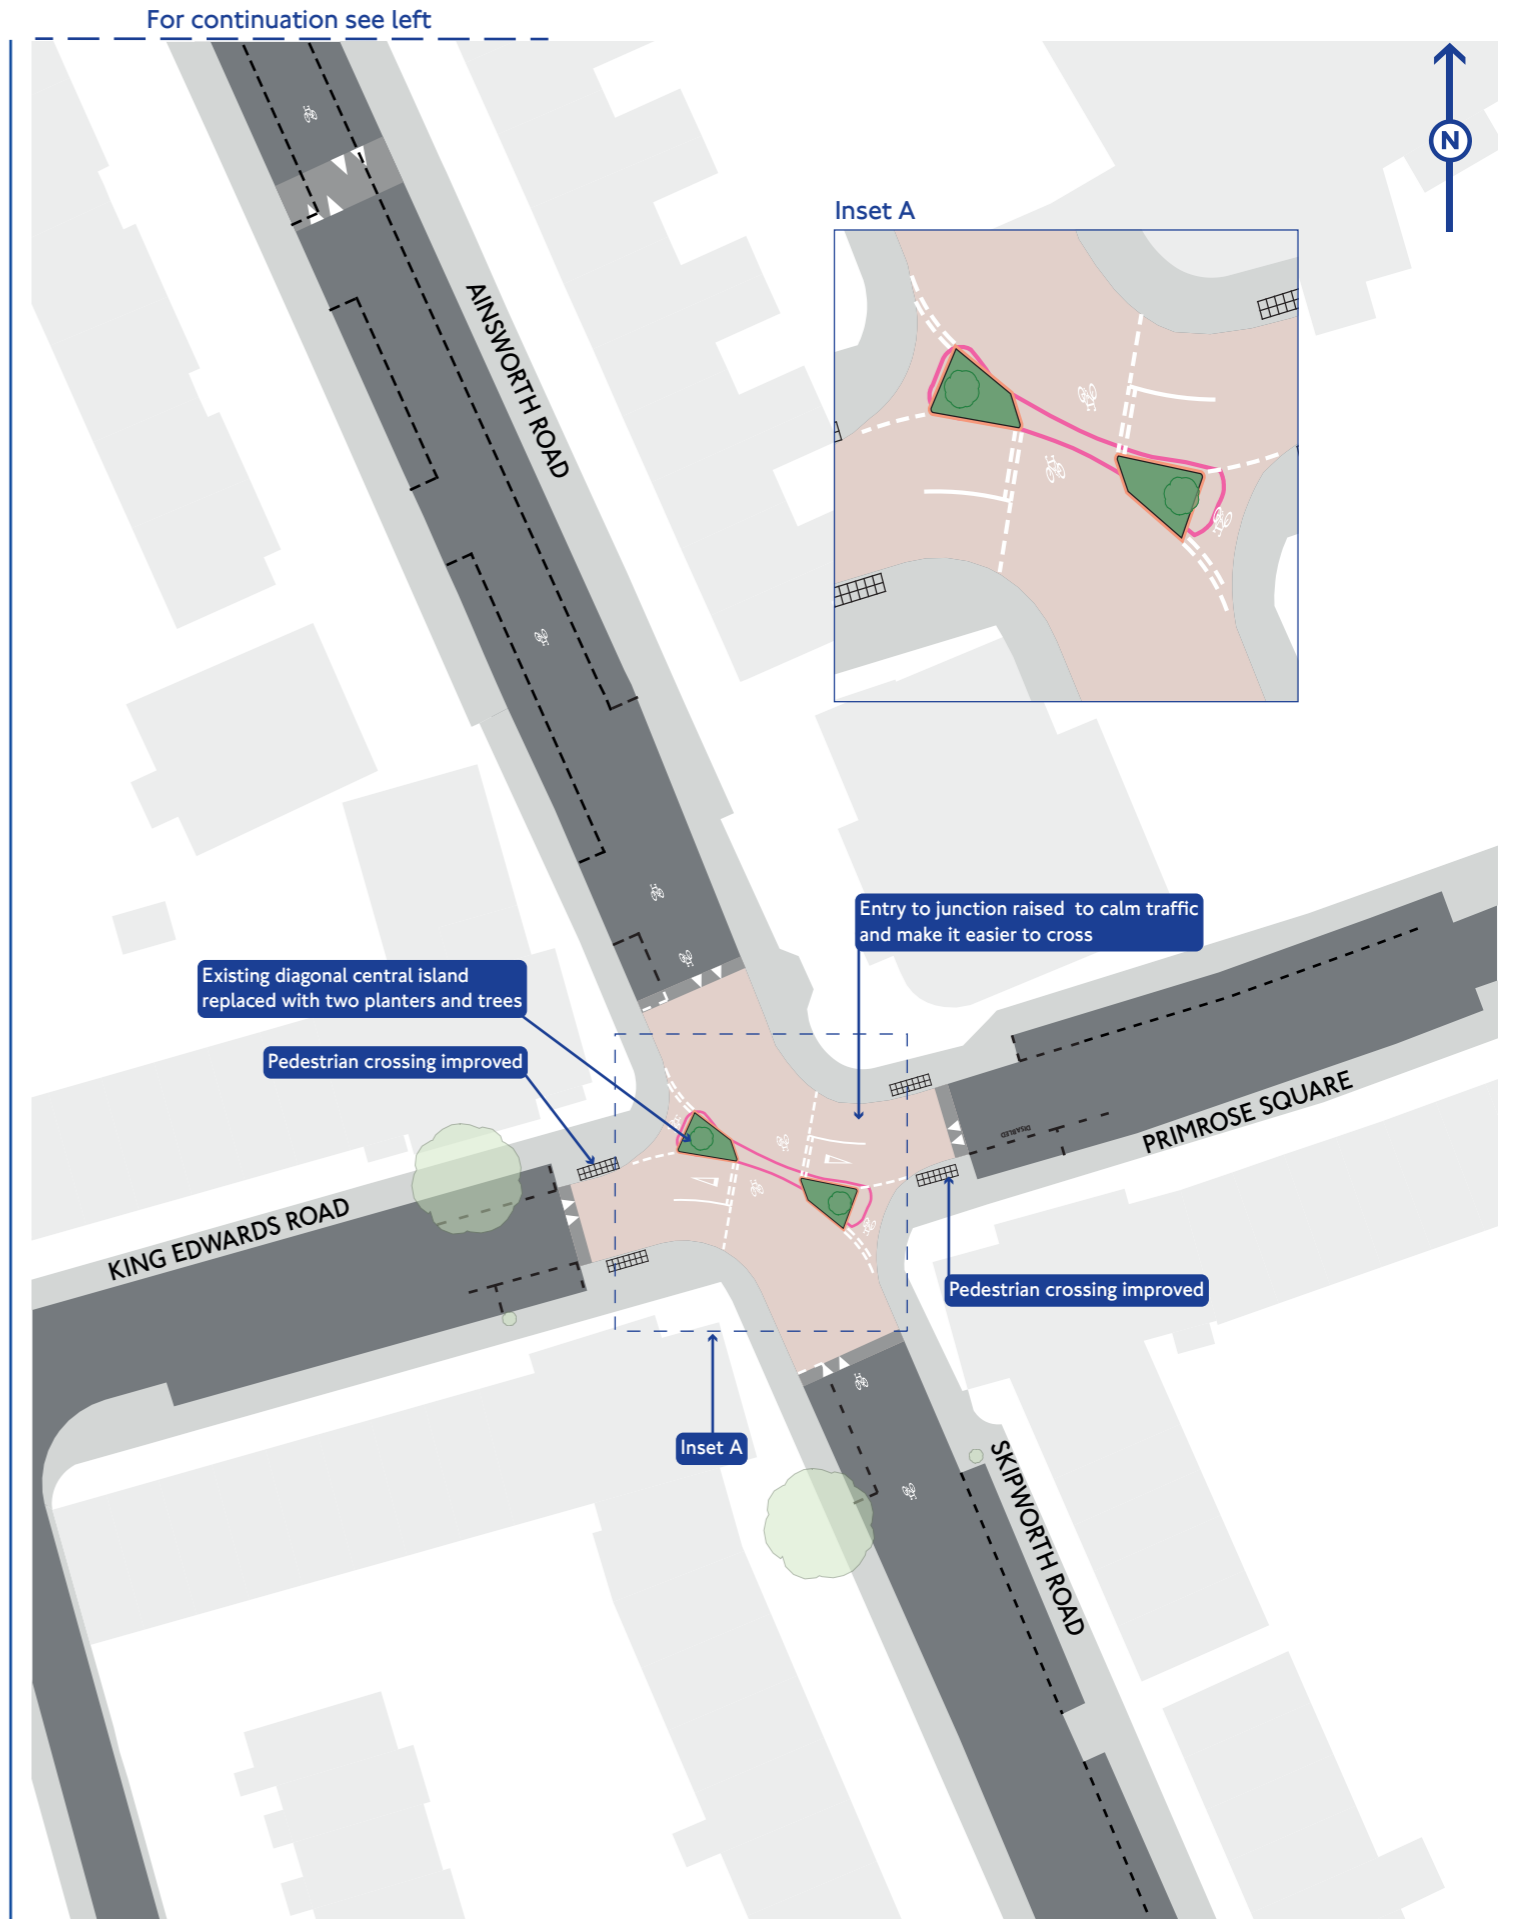 For continuation see left
N
Inset A
AINSWORTH ROAD
Entry to junction raised to calm traffic
and make it easier to cross
Existing diagonal central island
replaced with two planters and trees
Pedestrian crossing improved
PRIMROSE SQUARE
DISABLED
KING EDWARDS ROAD
Pedestrian crossing improved
Inset A
SKIPWORTH ROAD